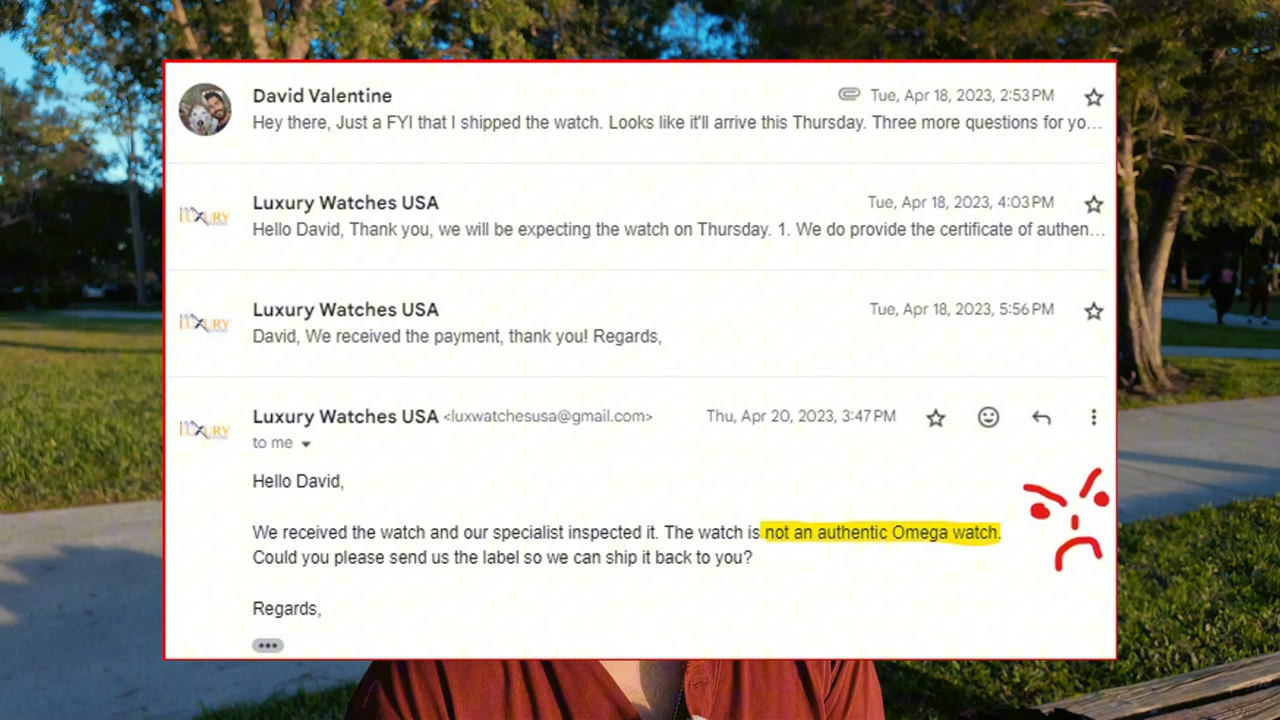 David Valentine
Tue, Apr 18, 2023, 2:53 PM
Hey there, Just a FYI that I shipped the watch. Looks like it'll arrive this Thursday. Three more questions for yo...
Luxury Watches USA
Tue, Apr 18, 2023, 4:03 PM
LUXURY
Hello David, Thank you, we will be expecting the watch on Thursday. 1. We do provide the certificate of authen...
Luxury Watches USA
Tue, Apr 18, 2023, 5:56 PM
LUXURY
David, We received the payment, thank you! Regards,
Luxury Watches USA <luxwatchesusa@gmail.com>
Thu, Apr 20, 2023, 3:47 PM
LUXURY
to me
Hello David,
We received the watch and our specialist inspected it. The watch is not an authentic Omega watch.
Could you please send us the label so we can ship it back to you?
Regards,